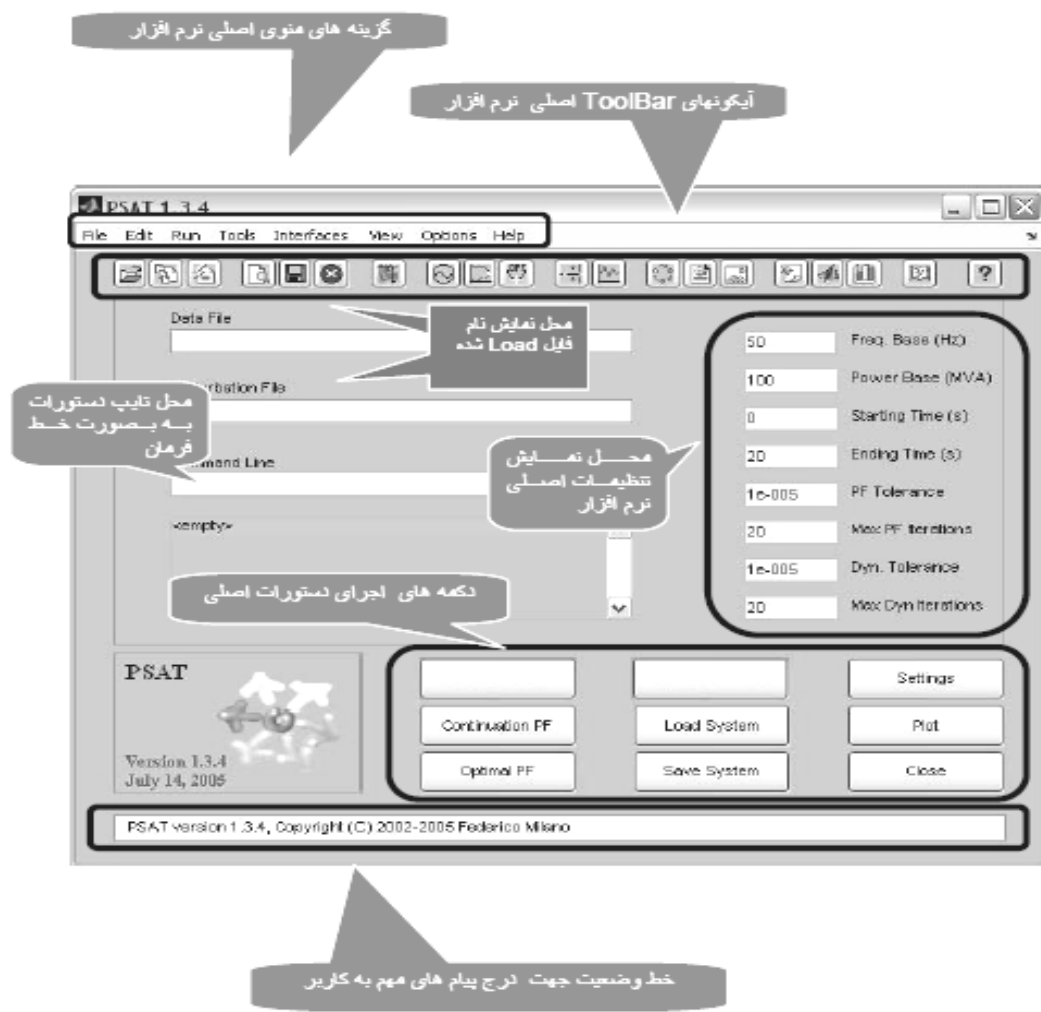 گزینه های منوی اصلی نرم افزار
آیکونهای ToolBar اصلی نرم افزار
PSAT 1.3.4
File Edit Run Tools Interfaces View Options Help
Data File
محل نمایش نام
فایل Load شده
50 Freq. Base (Hz)
100 Power Base (MVA)
0 Starting Time (s)
20 Ending Time (s)
1e-005 PF Tolerance
20 Max PF Iterations
1e-005 Dyn. Tolerance
20 Max Dyn Iterations
File
محل تایپ دستورات
به بصورت خط
فرمان
Line
محل نمایش
تنظیمات اصلی
نرم افزار
<empty>
دکمه های اجرای دستورات اصلی
PSAT
Version 1.3.4
July 14, 2005
Settings
Continuation PF Load System Plot
Optimal PF Save System Close
PSAT version 1.3.4, Copyright (C) 2002-2005 Federico Milano
خط وضعیت جهت درج پیام های مهم به کاربر